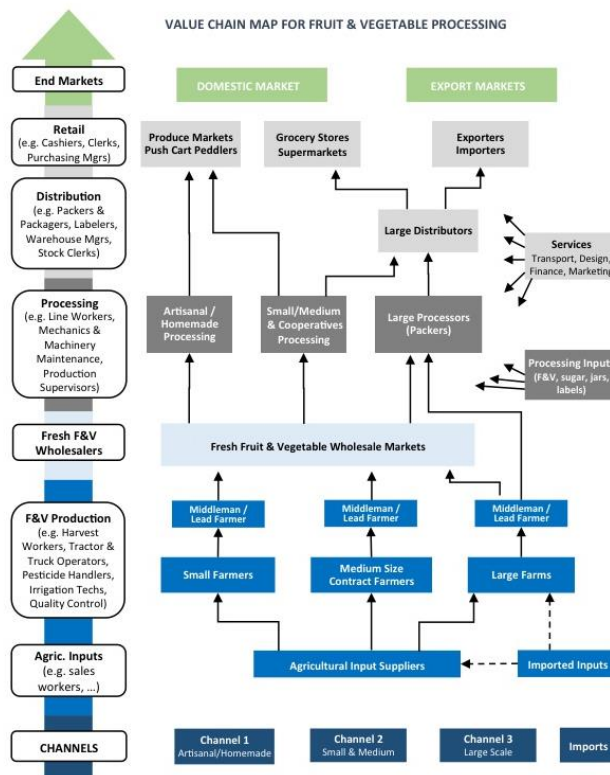 VALUE CHAIN MAP FOR FRUIT & VEGETABLE PROCESSING
End Markets
DOMESTIC MARKET
EXPORT MARKETS
Retail
(e.g. Cashiers, Clerks,
Purchasing Mgrs)
Produce Markets
Push Cart Peddlers
Grocery Stores
Supermarkets
Exporters
Importers
Distribution
(e.g. Packers &
Packagers, Labelers,
Warehouse Mgrs,
Stock Clerks)
Large Distributors
Services
Transport, Design,
Finance, Marketing
Processing
(e.g. Line Workers,
Mechanics &
Machinery
Maintenance,
Production
Supervisors)
Artisanal /
Homemade
Processing
Small/Medium
& Cooperatives
Processing
Large Processors
(Packers)
Processing Input
(F&V, sugar, jars,
labels)
Fresh F&V
Wholesalers
Fresh Fruit & Vegetable Wholesale Markets
F&V Production
(e.g. Harvest
Workers, Tractor &
Truck Operators,
Pesticide Handlers,
Irrigation Techs,
Quality Control)
Middleman /
Lead Farmer
Middleman /
Lead Farmer
Middleman /
Lead Farmer
Small Farmers
Medium Size
Contract Farmers
Large Farms
Agric. Inputs
(e.g. sales
workers, ...)
Agricultural Input Suppliers
Imported Inputs
CHANNELS
Channel 1
Artisanal/Homemade
Channel 2
Small & Medium
Channel 3
Large Scale
Imports